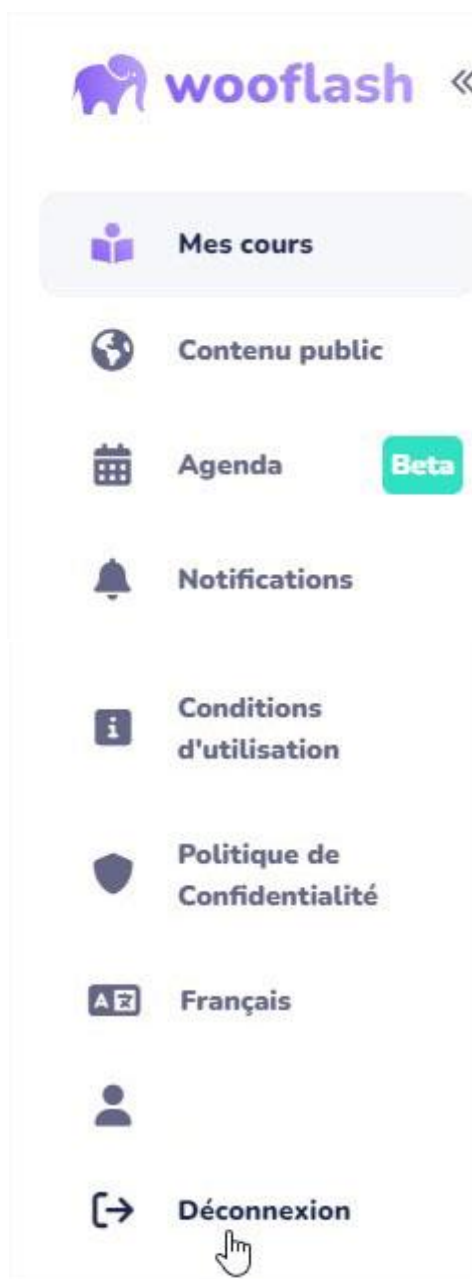 wooflash
Mes cours
Contenu public
Agenda Beta
Notifications
Conditions
d'utilisation
Politique de
Confidentialité
Français
Déconnexion